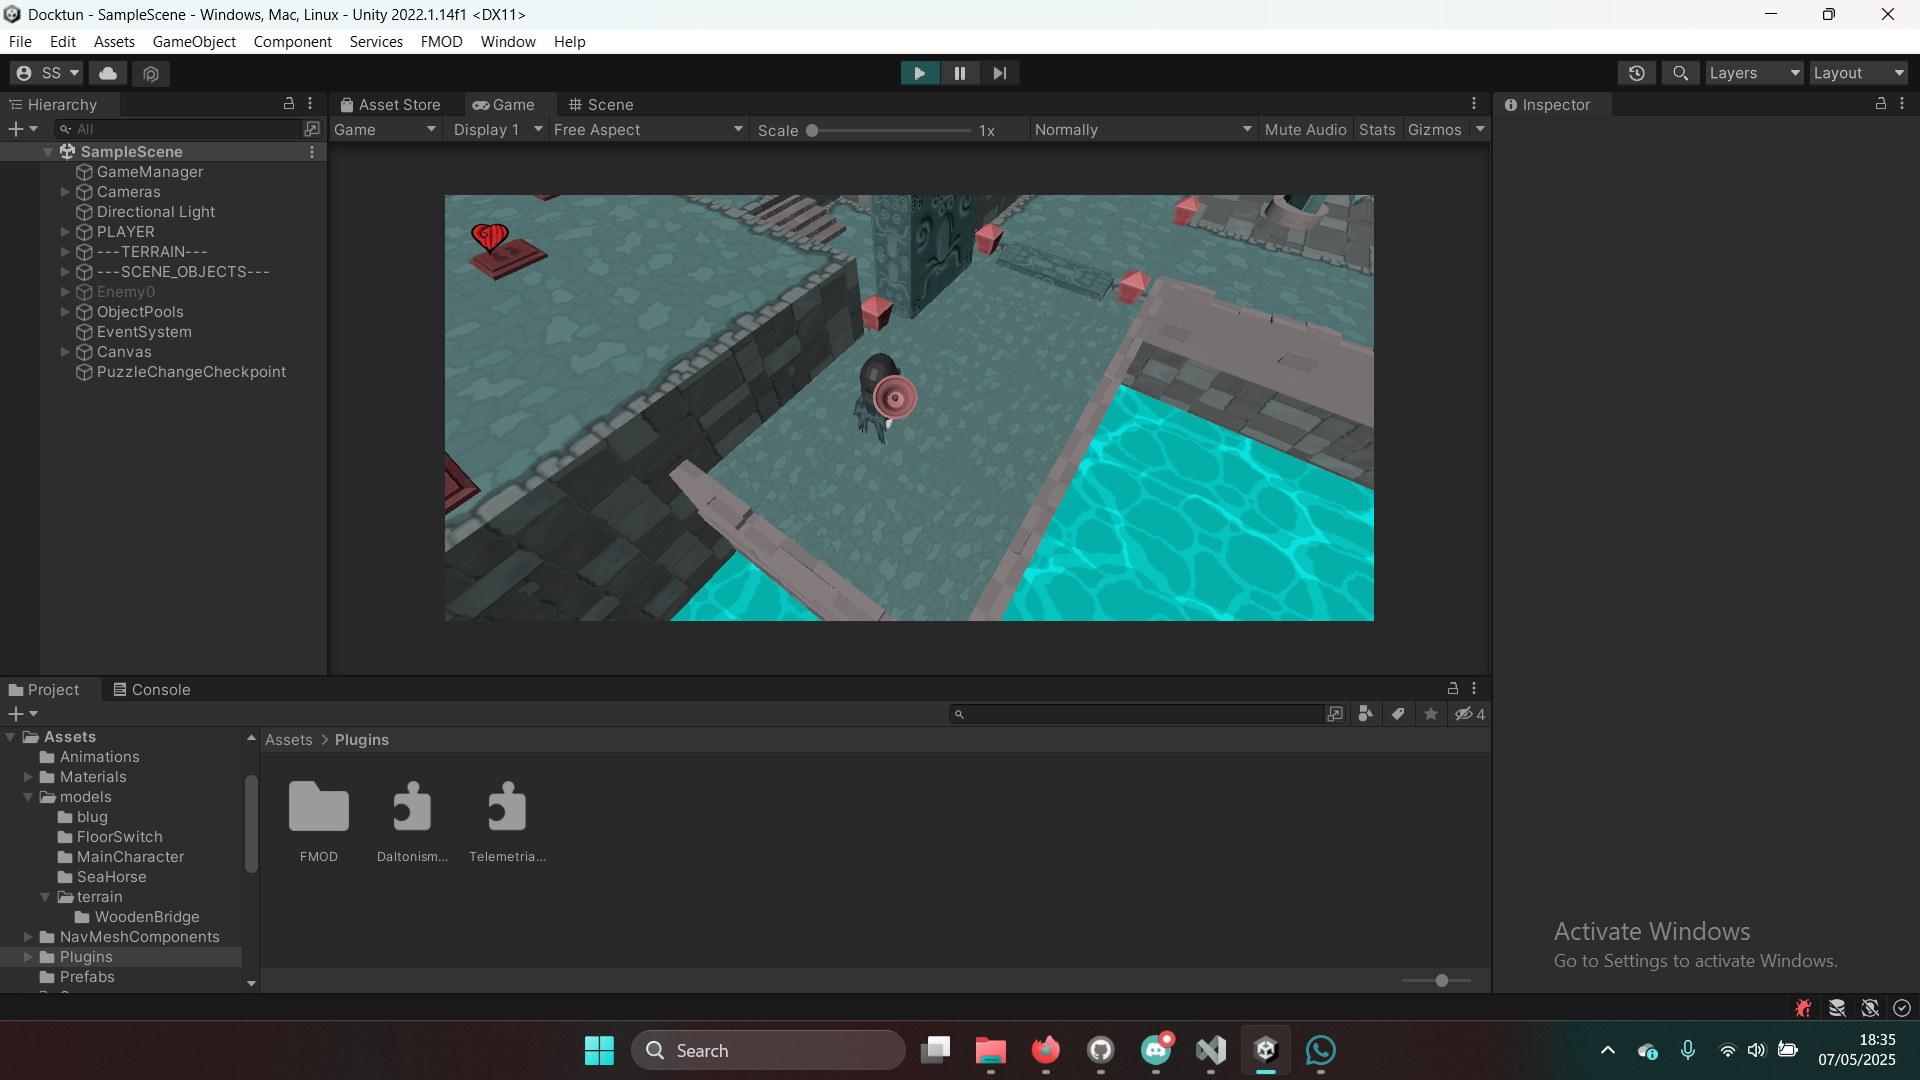 Docktun - SampleScene - Windows, Mac, Linux - Unity 2022.1.14f1 <DX11>
File Edit Assets GameObject Component Services FMOD Window Help
SS Layers Layout
Hierarchy
All
SampleScene
GameManager
Cameras
Directional Light
PLAYER
---TERRAIN---
---SCENE_OBJECTS---
Enemy0
ObjectPools
EventSystem
Canvas
PuzzleChangeCheckpoint
Asset Store Game Scene
Game Display 1 Free Aspect Scale 1x Normally Mute Audio Stats Gizmos
Inspector
Project Console
4
Assets
Animations
Materials
models
blug
FloorSwitch
MainCharacter
SeaHorse
terrain
WoodenBridge
NavMeshComponents
Plugins
Prefabs
Assets > Plugins
FMOD Daltonism... Telemetria...
Activate Windows
Go to Settings to activate Windows.
Search
18:35
07/05/2025